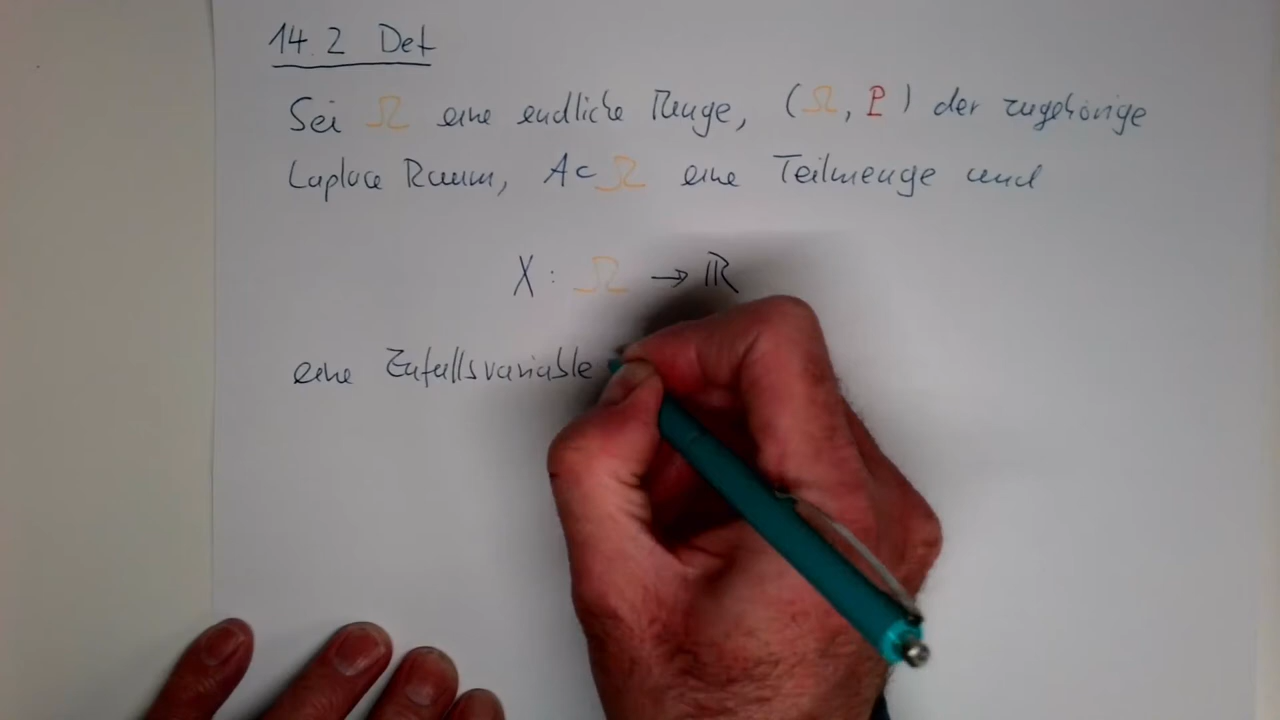 14.2 Def
Sei Ω eine endliche Menge, (Ω, P) der zugehörige
Laplace Raum, A ⊂ Ω eine Teilmenge und
X : Ω → ℝ
eine Zufallsvariable